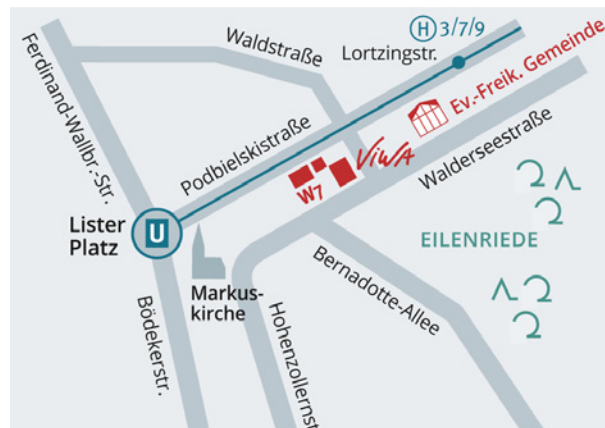 H 3/7/9
Lortzingstr.
Waldstraße
Ferdinand-Wallbr.-Str.
Podbielskistraße
Ev.-Freik. Gemeinde
ViWA
W7
Walderseestraße
U
Lister
Platz
Markus-
kirche
EILENRIEDE
Bernadotte-Allee
Bödekerstr.
Hohenzollernst